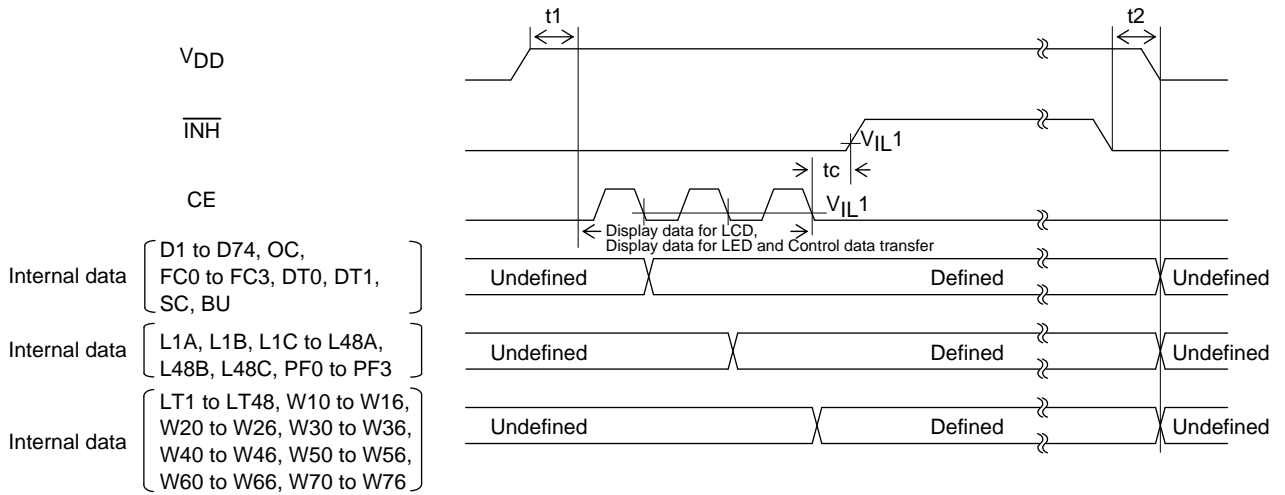 t1
t2
VDD
INH
VIL1
tc
CE
VIL1
Display data for LCD,
Display data for LED and Control data transfer
Internal data
D1 to D74, OC,
FC0 to FC3, DT0, DT1,
SC, BU
Undefined
Defined
Undefined
Internal data
L1A, L1B, L1C to L48A,
L48B, L48C, PF0 to PF3
Undefined
Defined
Undefined
Internal data
LT1 to LT48, W10 to W16,
W20 to W26, W30 to W36,
W40 to W46, W50 to W56,
W60 to W66, W70 to W76
Undefined
Defined
Undefined